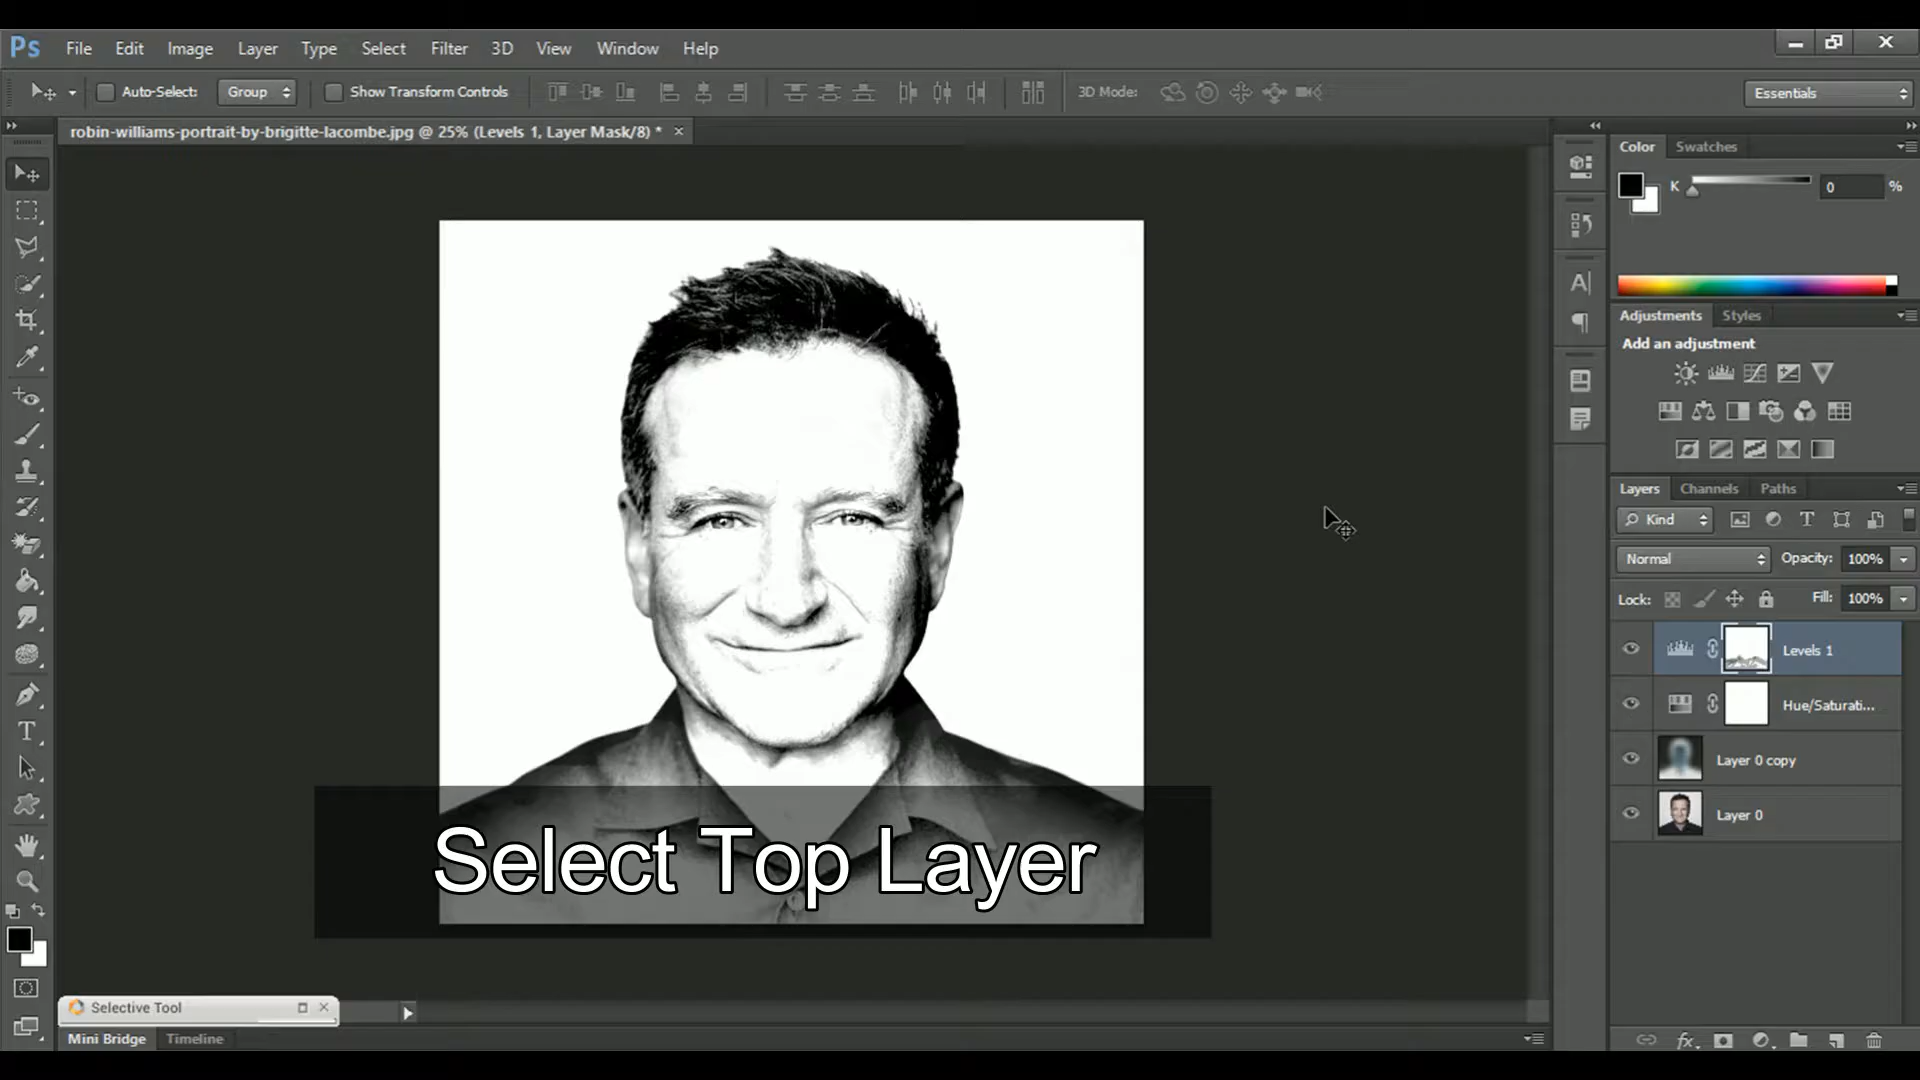 Ps File Edit Image Layer Type Select Filter 3D View Window Help
Auto-Select: Group Show Transform Controls 3D Mode: Essentials
robin-williams-portrait-by-brigitte-lacombe.jpg @ 25% (Levels 1, Layer Mask/8) *
Color Swatches
K 0 %
Adjustments Styles
Add an adjustment
Layers Channels Paths
Kind
Normal Opacity: 100%
Lock: Fill: 100%
Levels 1
Hue/Saturati...
Layer 0 copy
Layer 0
Select Top Layer
Selective Tool
Mini Bridge Timeline